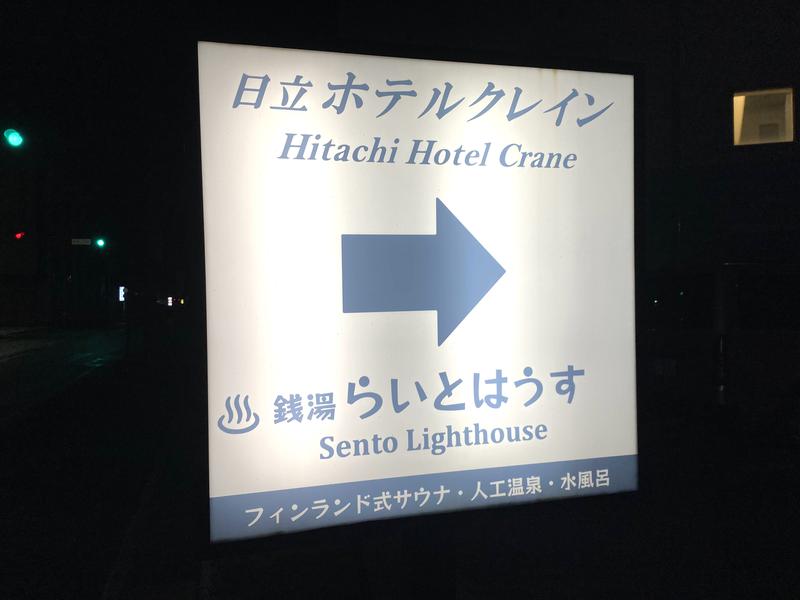 日立ホテルクレイン
Hitachi Hotel Crane
銭湯らいとはうす
Sento Lighthouse
フィンランド式サウナ・人工温泉・水風呂